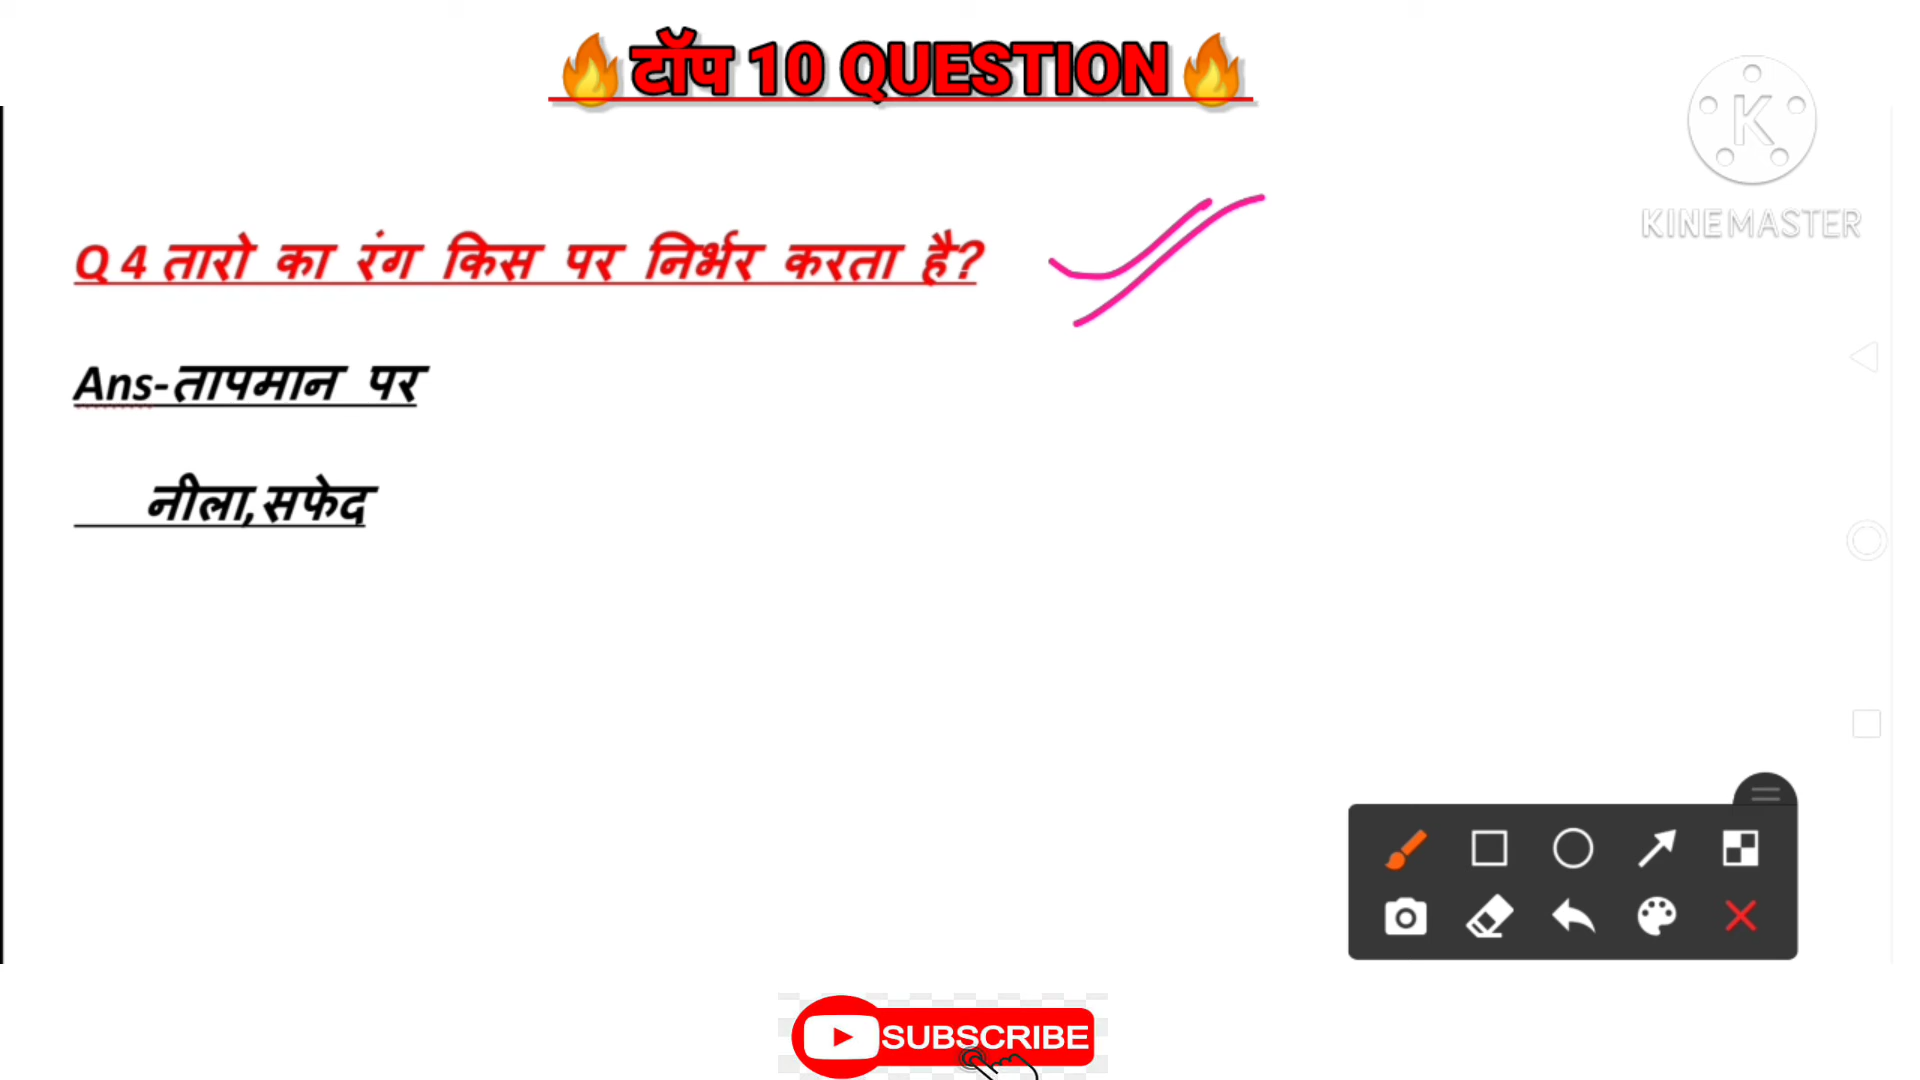 🔥टॉप 10 QUESTION🔥
KINEMASTER
Q 4 तारो का रंग किस पर निर्भर करता है?
Ans-तापमान पर
नीला,सफेद
SUBSCRIBE